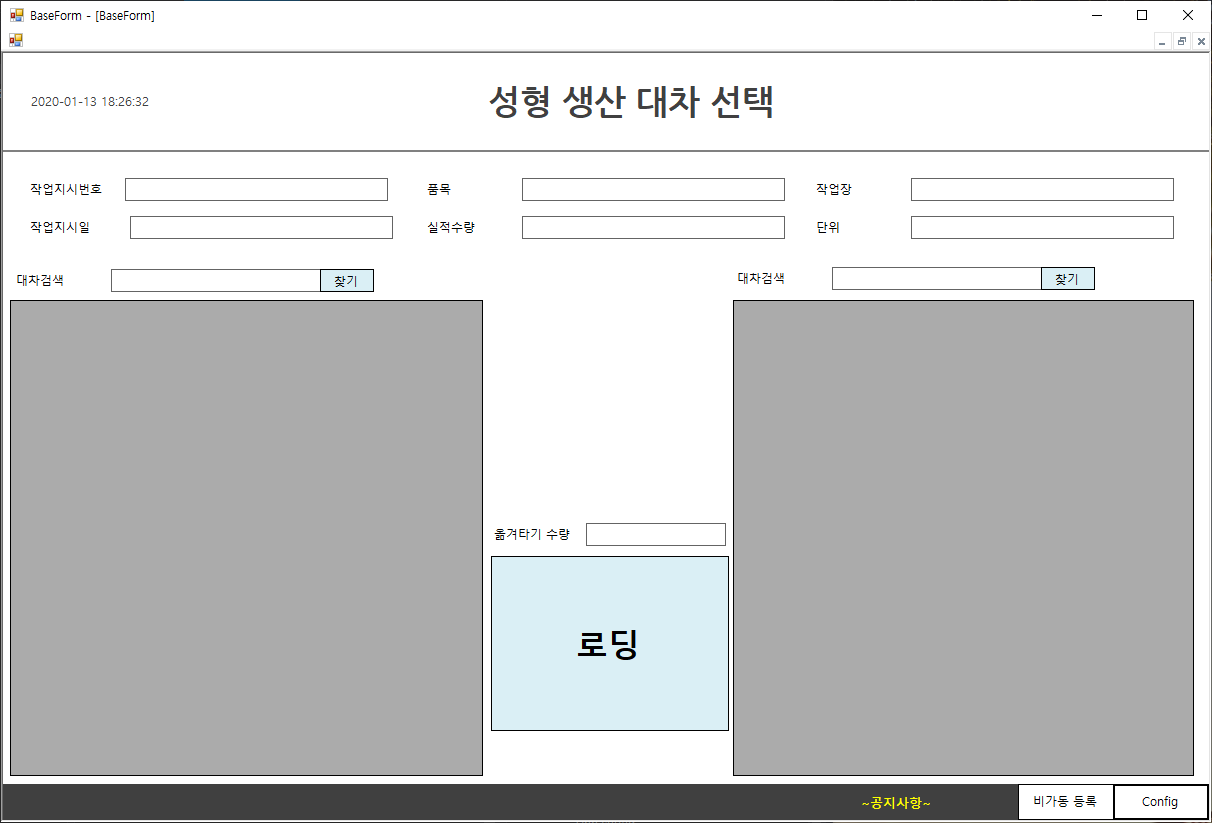 BaseForm - [BaseForm]
2020-01-13 18:26:32
성형 생산 대차 선택
작업지시번호 품목 작업장
작업지시일 실적수량 단위
대차검색 찾기 대차검색 찾기
옮겨타기 수량
로딩
~공지사항~ 비가동 등록 Config